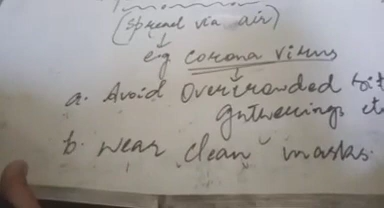 (spread via air)
eg corona virus
a. Avoid overcrowded
gatherings etc
b. wear clean masks.